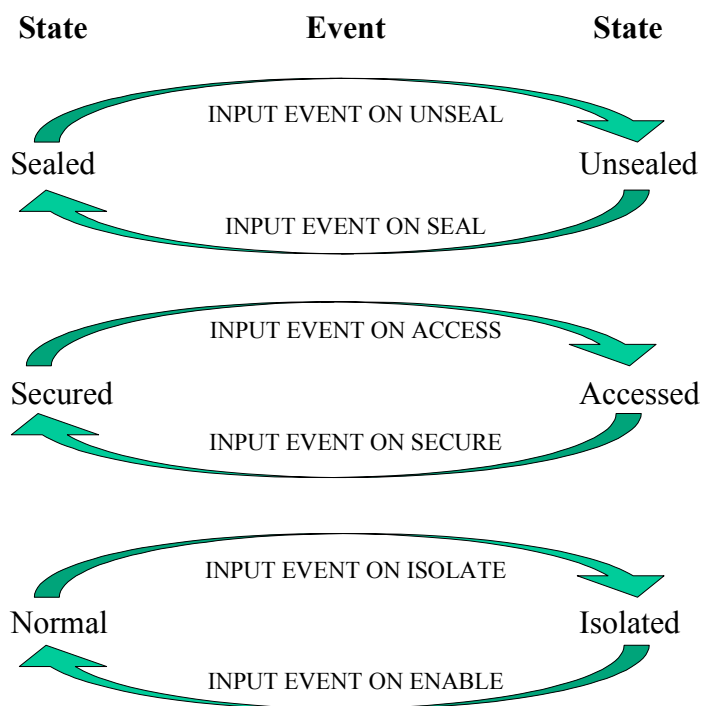 State Event State
INPUT EVENT ON UNSEAL
Sealed Unsealed
INPUT EVENT ON SEAL
INPUT EVENT ON ACCESS
Secured Accessed
INPUT EVENT ON SECURE
INPUT EVENT ON ISOLATE
Normal Isolated
INPUT EVENT ON ENABLE